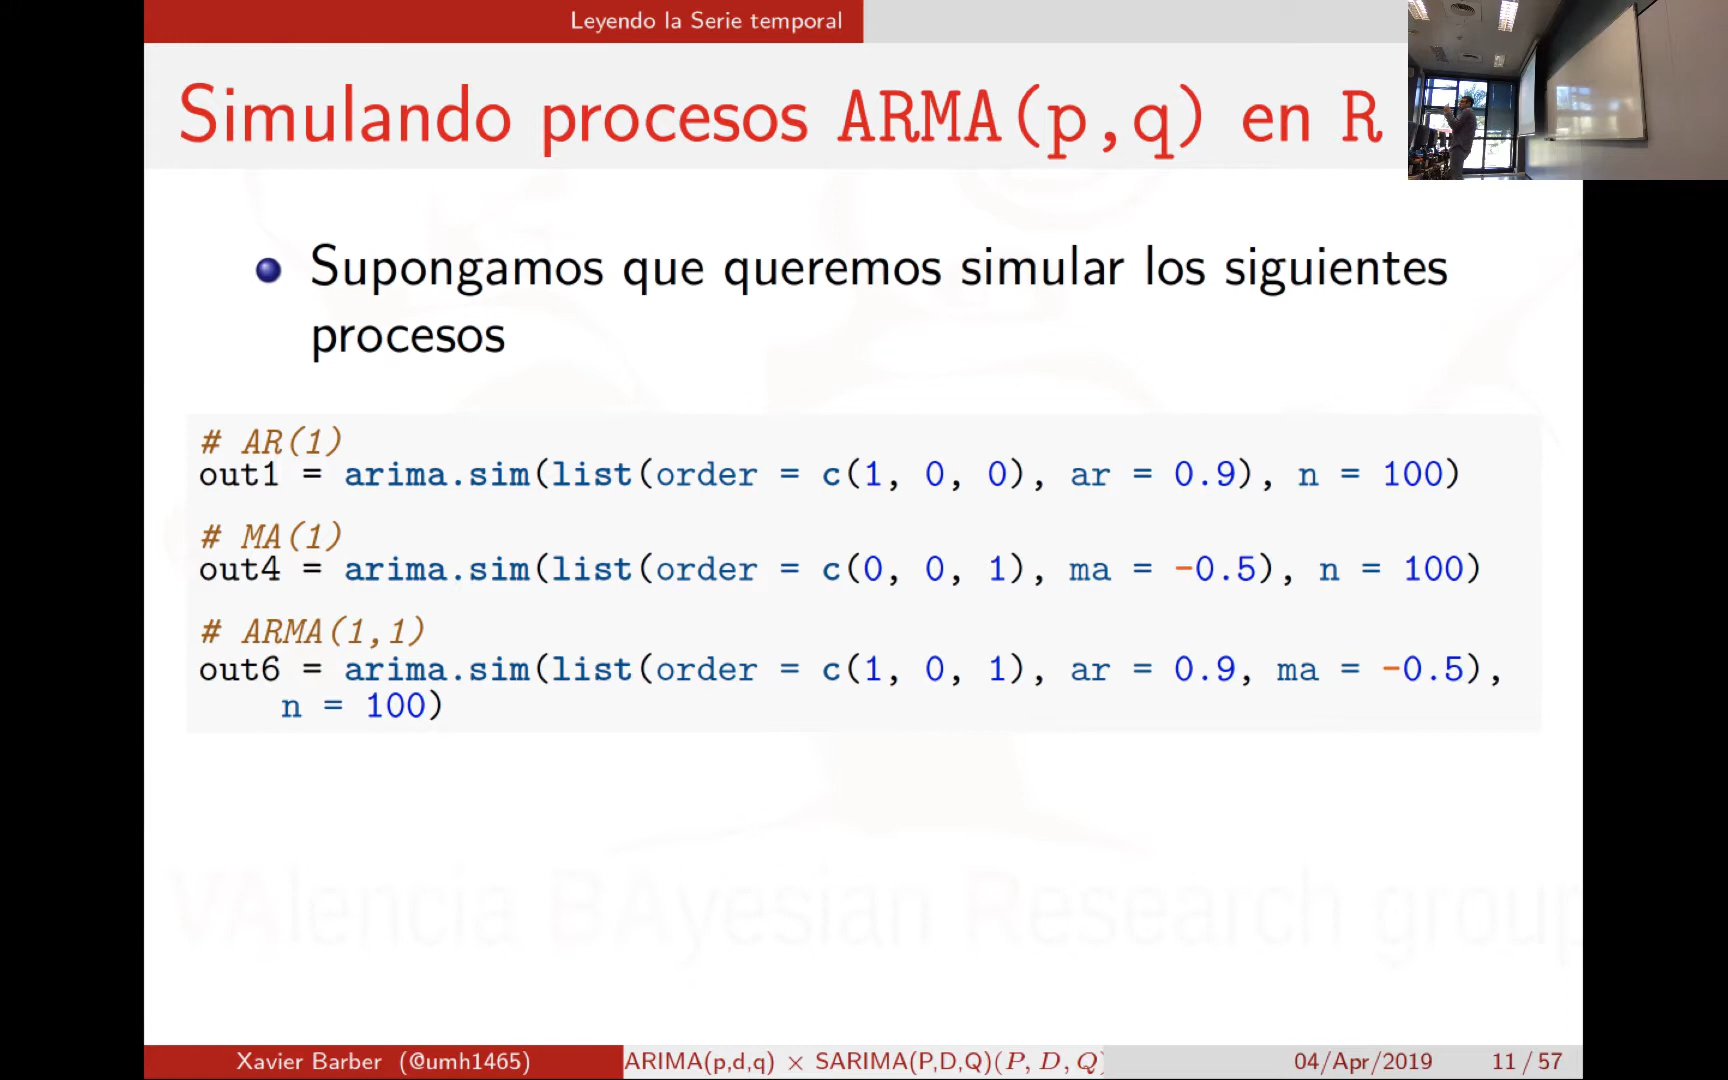 Leyendo la Serie temporal
Simulando procesos ARMA(p,q) en R
Supongamos que queremos simular los siguientes
procesos
# AR(1)
out1 = arima.sim(list(order = c(1, 0, 0), ar = 0.9), n = 100)
# MA(1)
out4 = arima.sim(list(order = c(0, 0, 1), ma = -0.5), n = 100)
# ARMA(1,1)
out6 = arima.sim(list(order = c(1, 0, 1), ar = 0.9, ma = -0.5),
n = 100)
VAlencia BAyesian Research group
Xavier Barber (@umh1465) ARIMA(p,d,q) × SARIMA(P,D,Q)(P, D, Q) 04/Apr/2019 11 / 57